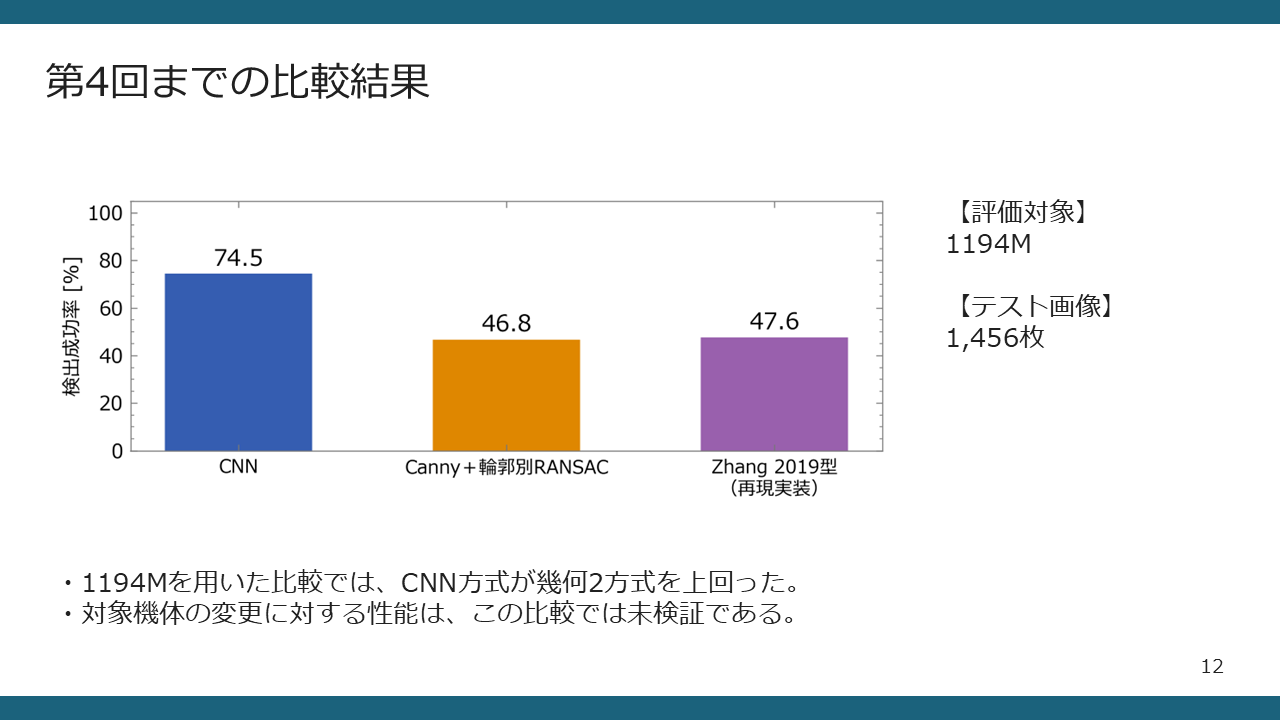 第4回までの比較結果
検出成功率 [%]
100
80
60
40
20
0
74.5
46.8
47.6
CNN
Canny＋輪郭別RANSAC
Zhang 2019型
（再現実装）
【評価対象】
1194M
【テスト画像】
1,456枚
・1194Mを用いた比較では、CNN方式が幾何2方式を上回った。
・対象機体の変更に対する性能は、この比較では未検証である。
12